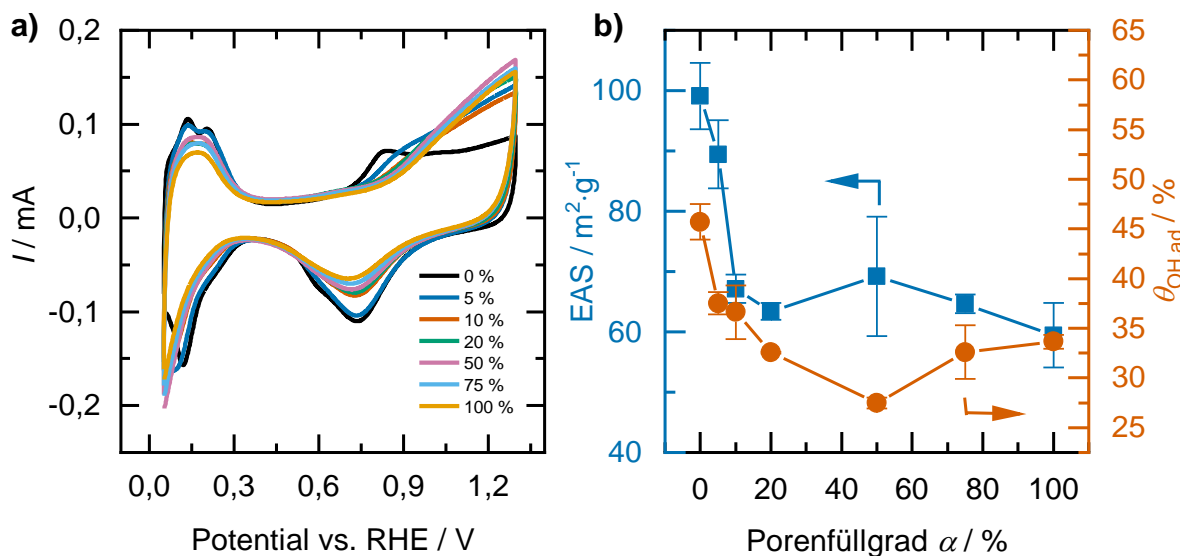 a)
0,2
0,1
0,0
-0,1
-0,2
I / mA
0,0 0,3 0,6 0,9 1,2
Potential vs. RHE / V
0 %
5 %
10 %
20 %
50 %
75 %
100 %
b)
100
80
60
40
EAS / m²·g⁻¹
0 20 40 60 80 100
Porenfüllgrad α / %
65
60
55
50
45
40
35
30
25
θOH,ad / %